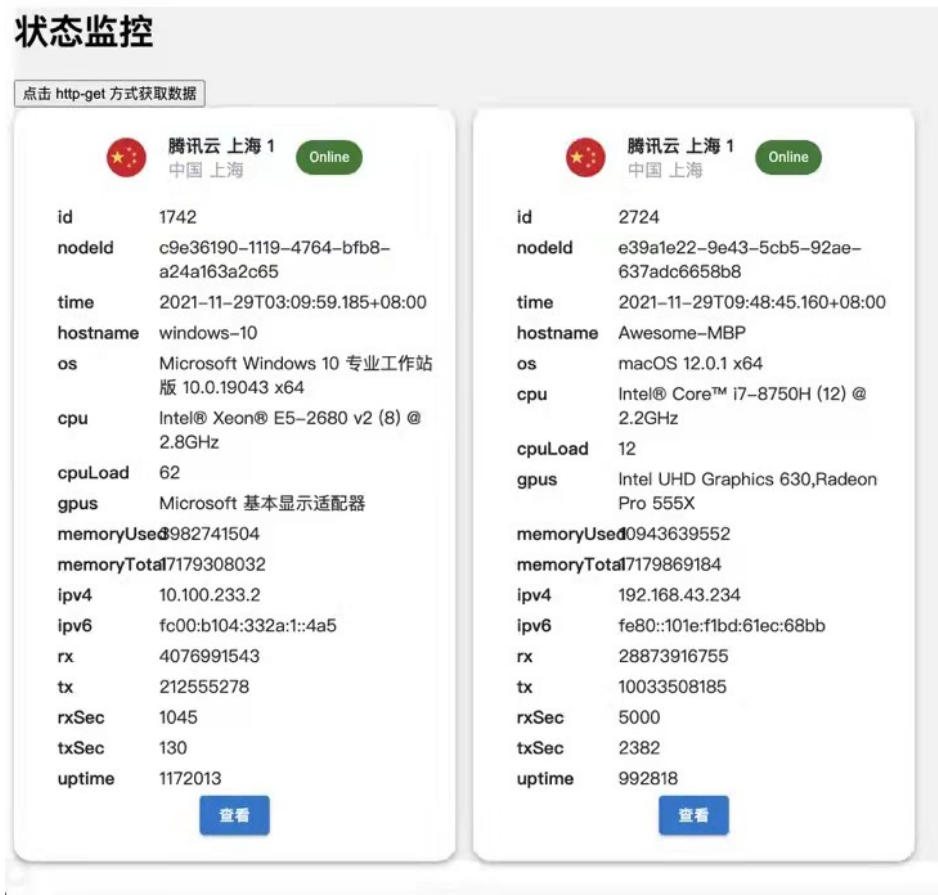 状态监控
点击 http-get 方式获取数据
腾讯云 上海 1
中国 上海
Online
id 1742
nodeId c9e36190-1119-4764-bfb8-
a24a163a2c65
time 2021-11-29T03:09:59.185+08:00
hostname windows-10
os Microsoft Windows 10 专业工作站
版 10.0.19043 x64
cpu Intel® Xeon® E5-2680 v2 (8) @
2.8GHz
cpuLoad 62
gpus Microsoft 基本显示适配器
memoryUsed 3982741504
memoryTotal 17179308032
ipv4 10.100.233.2
ipv6 fc00:b104:332a:1::4a5
rx 4076991543
tx 212555278
rxSec 1045
txSec 130
uptime 1172013
查看
腾讯云 上海 1
中国 上海
Online
id 2724
nodeId e39a1e22-9e43-5cb5-92ae-
637adc6658b8
time 2021-11-29T09:48:45.160+08:00
hostname Awesome-MBP
os macOS 12.0.1 x64
cpu Intel® Core™ i7-8750H (12) @
2.2GHz
cpuLoad 12
gpus Intel UHD Graphics 630,Radeon
Pro 555X
memoryUsed 10943639552
memoryTotal 17179869184
ipv4 192.168.43.234
ipv6 fe80::101e:f1bd:61ec:68bb
rx 28873916755
tx 10033508185
rxSec 5000
txSec 2382
uptime 992818
查看